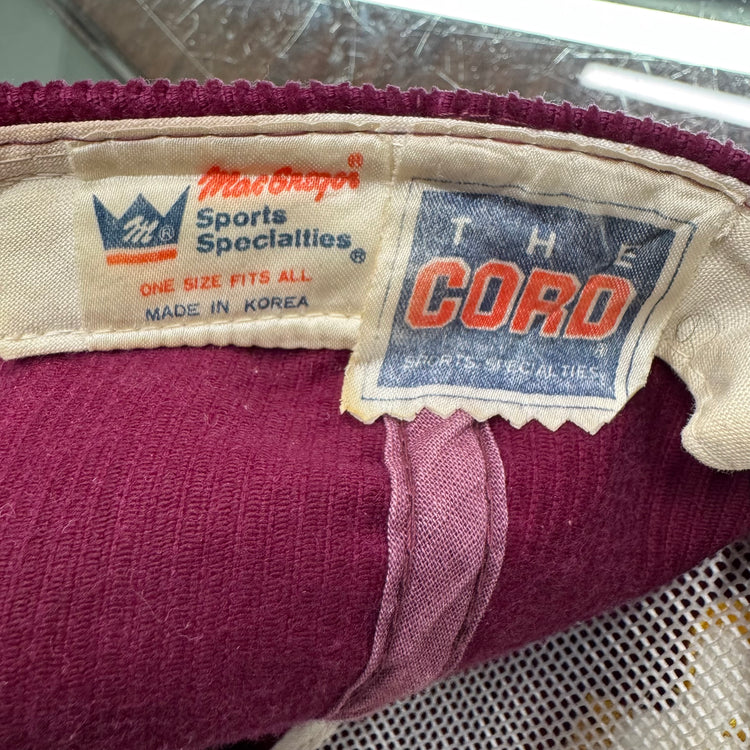 MacGregor®
M®
Sports
Specialties®
ONE SIZE FITS ALL
MADE IN KOREA
THE
CORD®
SPORTS SPECIALTIES